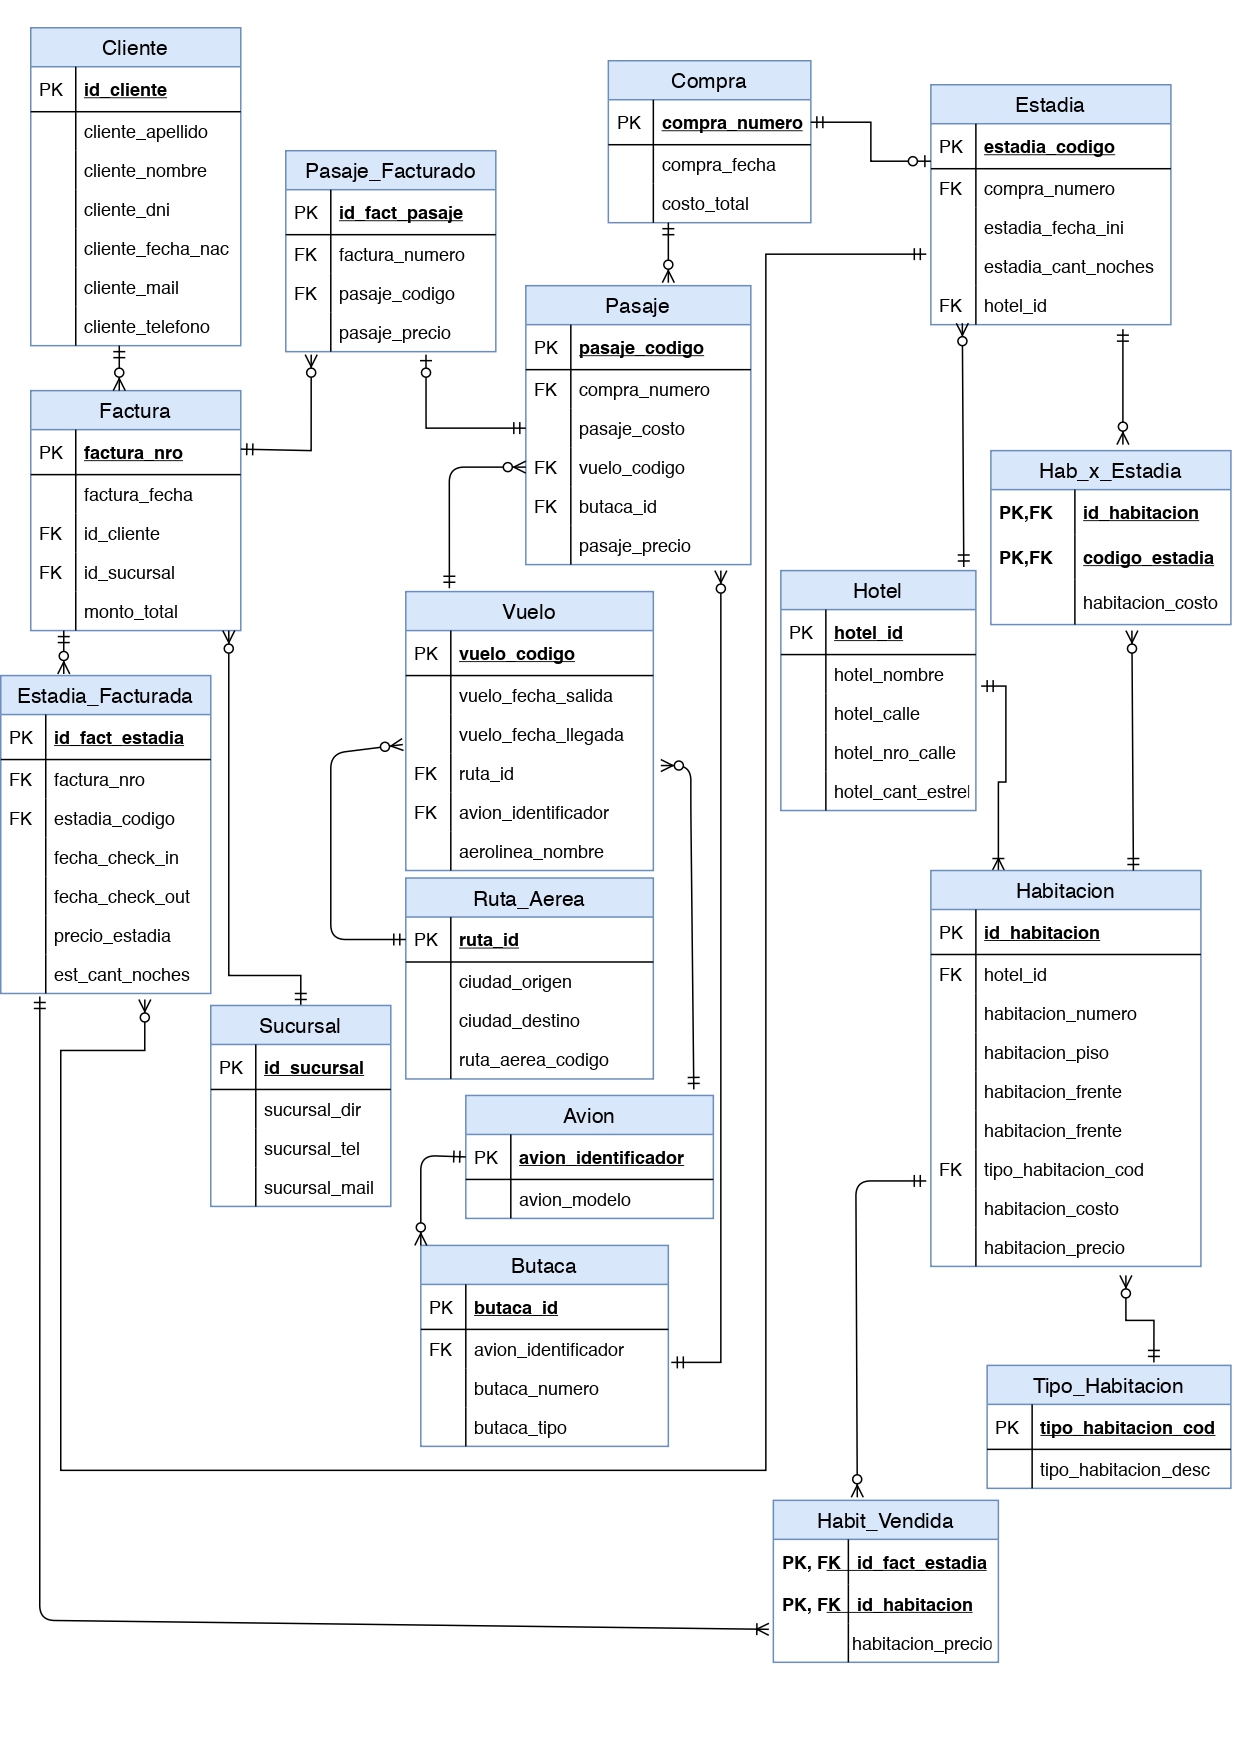 Cliente
PK id_cliente
cliente_apellido
cliente_nombre
cliente_dni
cliente_fecha_nac
cliente_mail
cliente_telefono
Pasaje_Facturado
PK id_fact_pasaje
FK factura_numero
FK pasaje_codigo
pasaje_precio
Compra
PK compra_numero
compra_fecha
costo_total
Estadia
PK estadia_codigo
FK compra_numero
estadia_fecha_ini
estadia_cant_noches
FK hotel_id
Pasaje
PK pasaje_codigo
FK compra_numero
pasaje_costo
FK vuelo_codigo
FK butaca_id
pasaje_precio
Factura
PK factura_nro
factura_fecha
FK id_cliente
FK id_sucursal
monto_total
Hab_x_Estadia
PK,FK id_habitacion
PK,FK codigo_estadia
habitacion_costo
Hotel
PK hotel_id
hotel_nombre
hotel_calle
hotel_nro_calle
hotel_cant_estrel
Vuelo
PK vuelo_codigo
vuelo_fecha_salida
vuelo_fecha_llegada
FK ruta_id
FK avion_identificador
aerolinea_nombre
Estadia_Facturada
PK id_fact_estadia
FK factura_nro
FK estadia_codigo
fecha_check_in
fecha_check_out
precio_estadia
est_cant_noches
Ruta_Aerea
PK ruta_id
ciudad_origen
ciudad_destino
ruta_aerea_codigo
Habitacion
PK id_habitacion
FK hotel_id
habitacion_numero
habitacion_piso
habitacion_frente
habitacion_frente
FK tipo_habitacion_cod
habitacion_costo
habitacion_precio
Sucursal
PK id_sucursal
sucursal_dir
sucursal_tel
sucursal_mail
Avion
PK avion_identificador
avion_modelo
Butaca
PK butaca_id
FK avion_identificador
butaca_numero
butaca_tipo
Tipo_Habitacion
PK tipo_habitacion_cod
tipo_habitacion_desc
Habit_Vendida
PK, FK id_fact_estadia
PK, FK id_habitacion
habitacion_precio